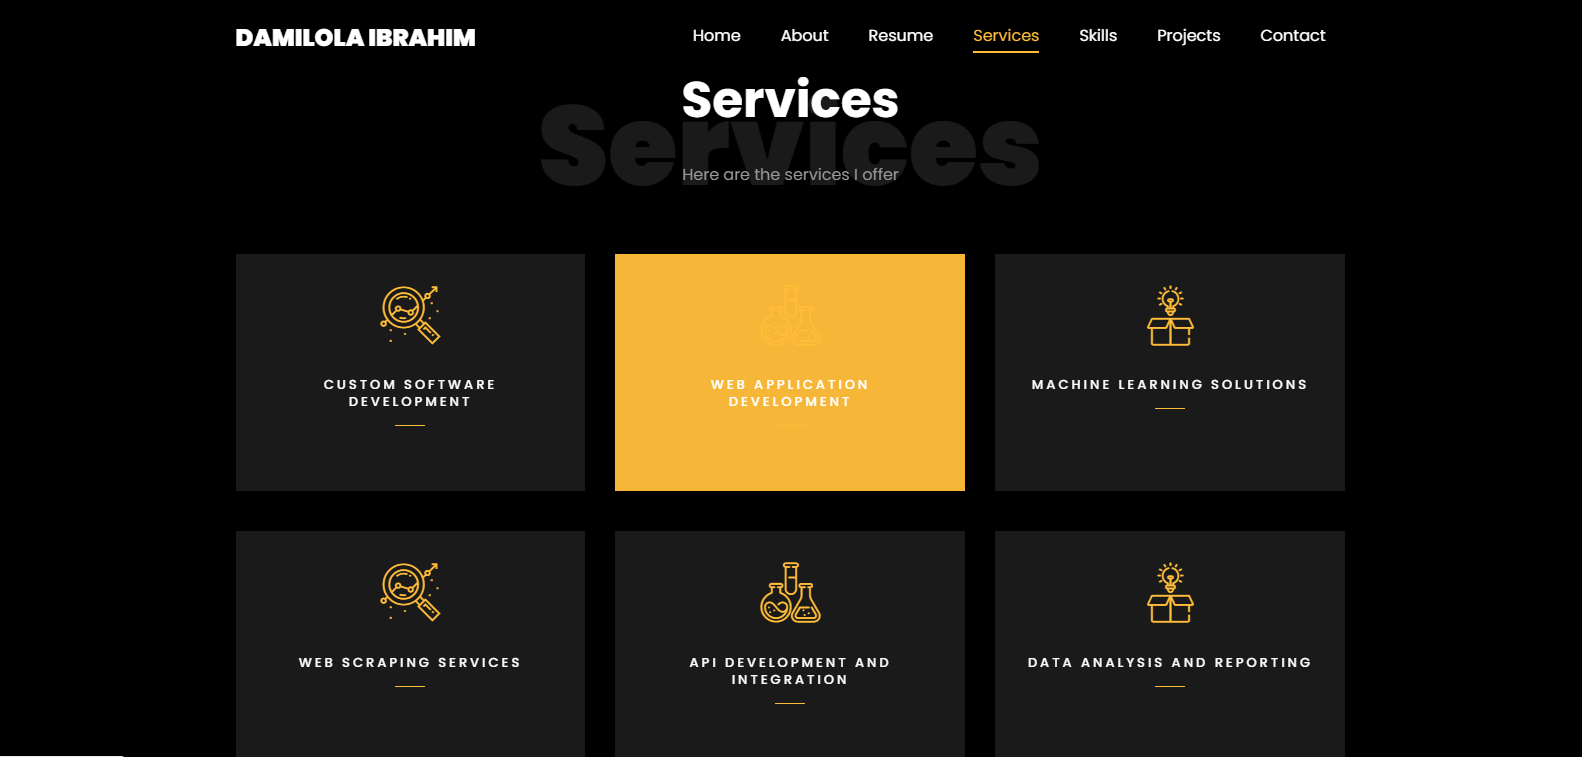 DAMILOLA IBRAHIM
Home About Resume Services Skills Projects Contact
Services
Services
Here are the services I offer
CUSTOM SOFTWARE
DEVELOPMENT
WEB APPLICATION
DEVELOPMENT
MACHINE LEARNING SOLUTIONS
WEB SCRAPING SERVICES
API DEVELOPMENT AND
INTEGRATION
DATA ANALYSIS AND REPORTING